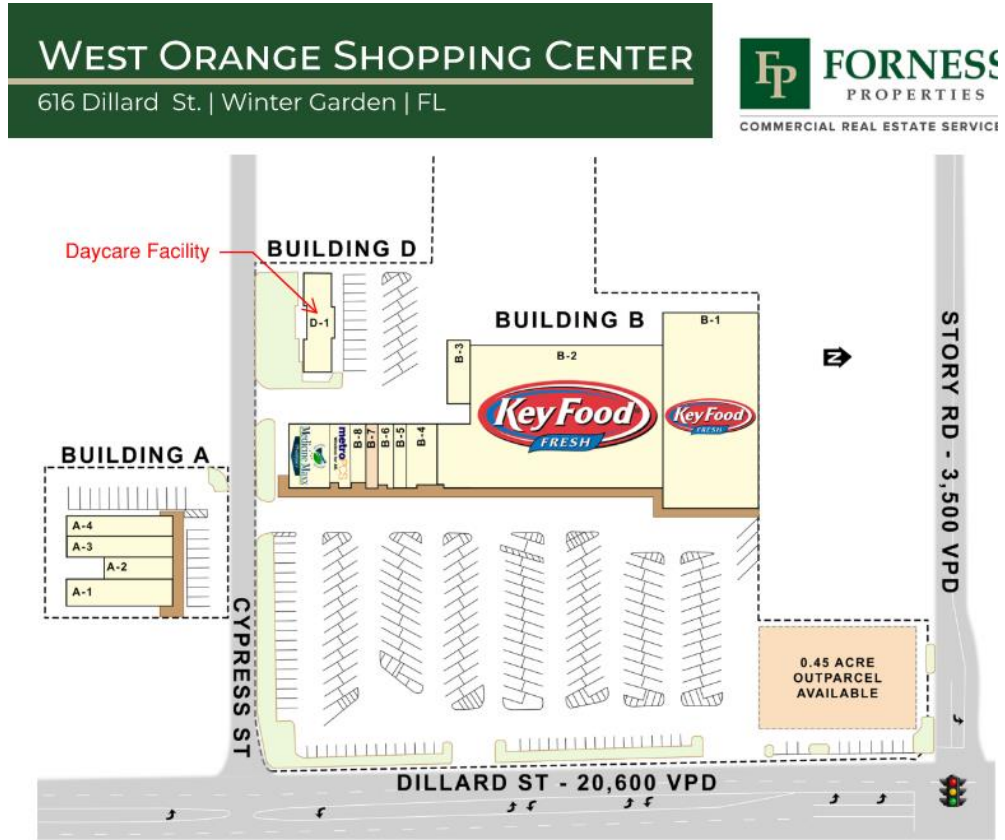 WEST ORANGE SHOPPING CENTER
616 Dillard St. | Winter Garden | FL
FP
FORNESS
PROPERTIES
COMMERCIAL REAL ESTATE SERVICE
Daycare Facility
BUILDING D
D-1
BUILDING B
B-1
B-2
B-3
Key Food
FRESH
Key Food
FRESH
N
STORY RD - 3,500 VPD
Medicine Maxx
metro
PCS
B-8
B-7
B-6
B-5
B-4
BUILDING A
A-4
A-3
A-2
A-1
CYPRESS ST
0.45 ACRE
OUTPARCEL
AVAILABLE
DILLARD ST - 20,600 VPD